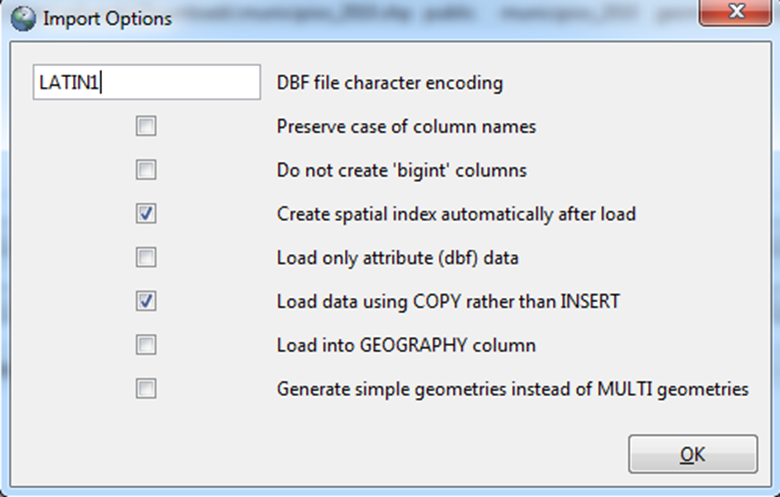 Import Options
LATIN1 DBF file character encoding
Preserve case of column names
Do not create 'bigint' columns
Create spatial index automatically after load
Load only attribute (dbf) data
Load data using COPY rather than INSERT
Load into GEOGRAPHY column
Generate simple geometries instead of MULTI geometries
OK